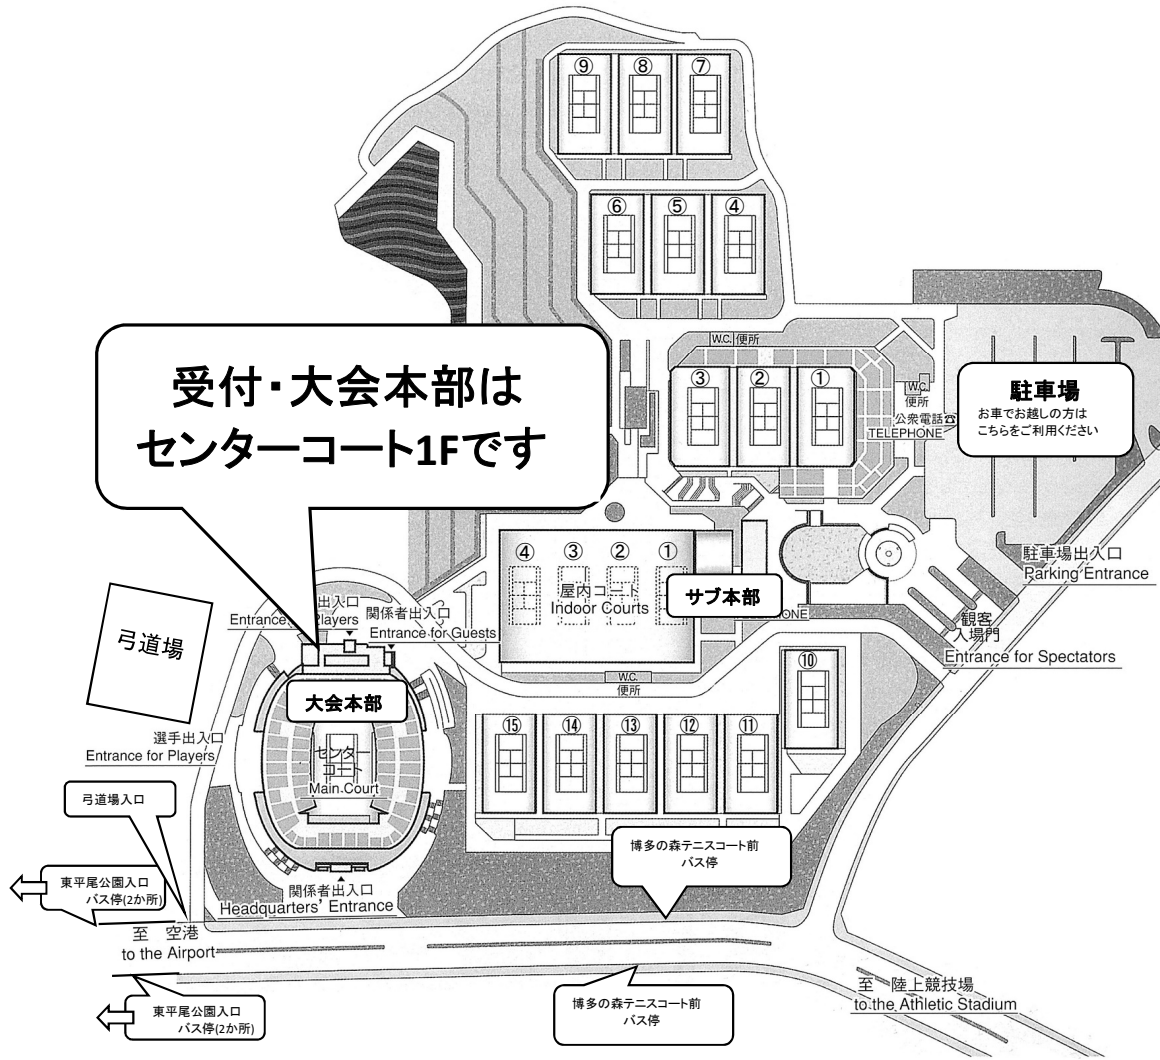 ⑨
⑧
⑦
⑥
⑤
④
W.C. 便所
③
②
①
W.C.
便所
公衆電話☎
TELEPHONE
駐車場
お車でお越しの方は
こちらをご利用ください
受付・大会本部は
センターコート1Fです
④
③
②
①
屋内コート
Indoor Courts
サブ本部
駐車場出入口
Parking Entrance
観客
入場門
Entrance for Spectators
出入口
関係者出入口
Entrance for Guests
弓道場
大会本部
W.C.
便所
⑩
⑮
⑭
⑬
⑫
⑪
選手出入口
Entrance for Players
センター
コート
Main Court
弓道場入口
博多の森テニスコート前
バス停
東平尾公園入口
バス停(2か所)
関係者出入口
Headquarters' Entrance
至 空港
to the Airport
東平尾公園入口
バス停(2か所)
博多の森テニスコート前
バス停
至 陸上競技場
to the Athletic Stadium